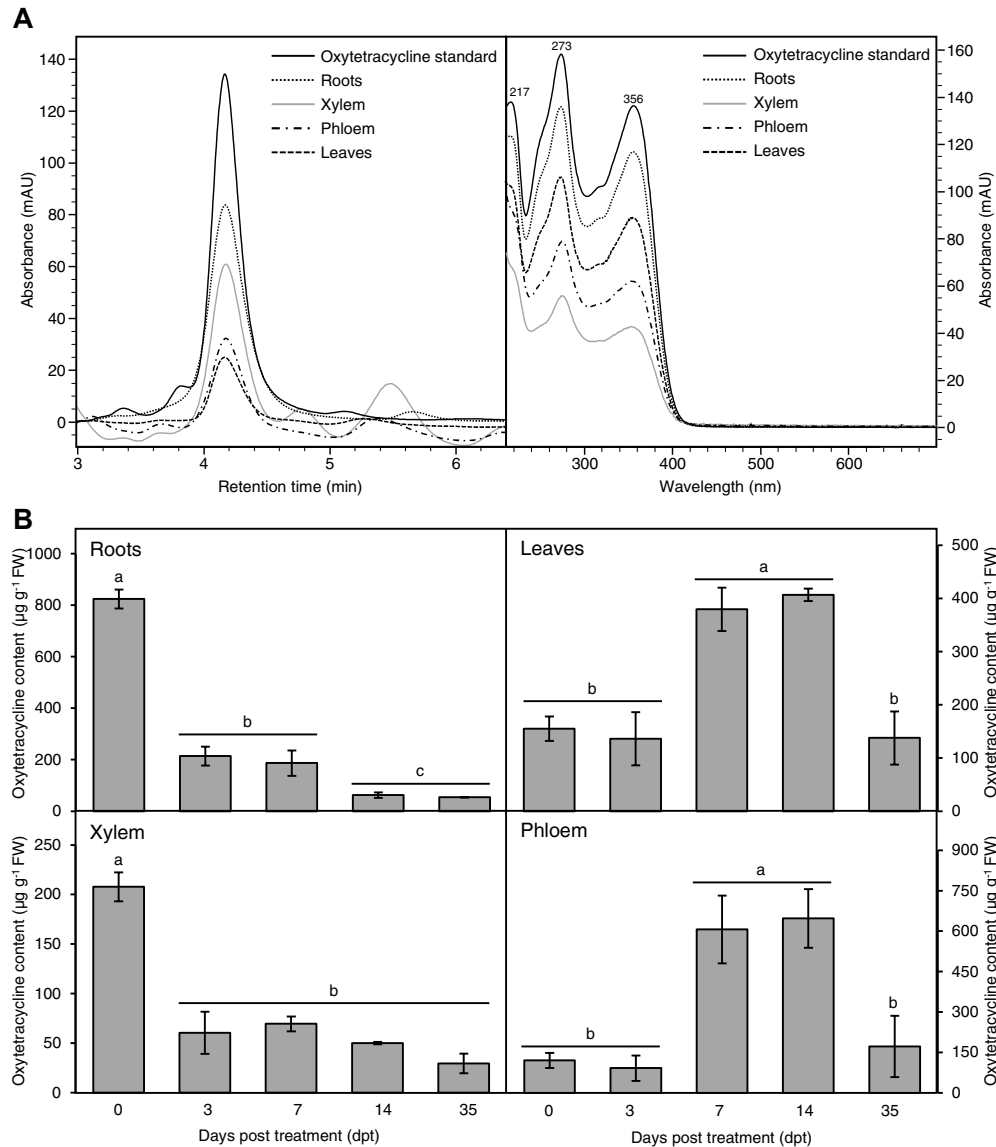 A
Absorbance (mAU)
140
120
100
80
60
40
20
0
Oxytetracycline standard
Roots
Xylem
Phloem
Leaves
3
4
5
6
Retention time (min)
217
273
356
Oxytetracycline standard
Roots
Xylem
Phloem
Leaves
160
140
120
100
80
60
40
20
0
Absorbance (mAU)
300
400
500
600
Wavelength (nm)
B
Oxytetracycline content (µg g⁻¹ FW)
1000
800
600
400
200
0
Roots
a
b
c
Leaves
b
a
b
500
400
300
200
100
0
Oxytetracycline content (µg g⁻¹ FW)
Oxytetracycline content (µg g⁻¹ FW)
250
200
150
100
50
0
Xylem
a
b
0
3
7
14
35
Days post treatment (dpt)
Phloem
b
a
b
900
750
600
450
300
150
0
Oxytetracycline content (µg g⁻¹ FW)
0
3
7
14
35
Days post treatment (dpt)